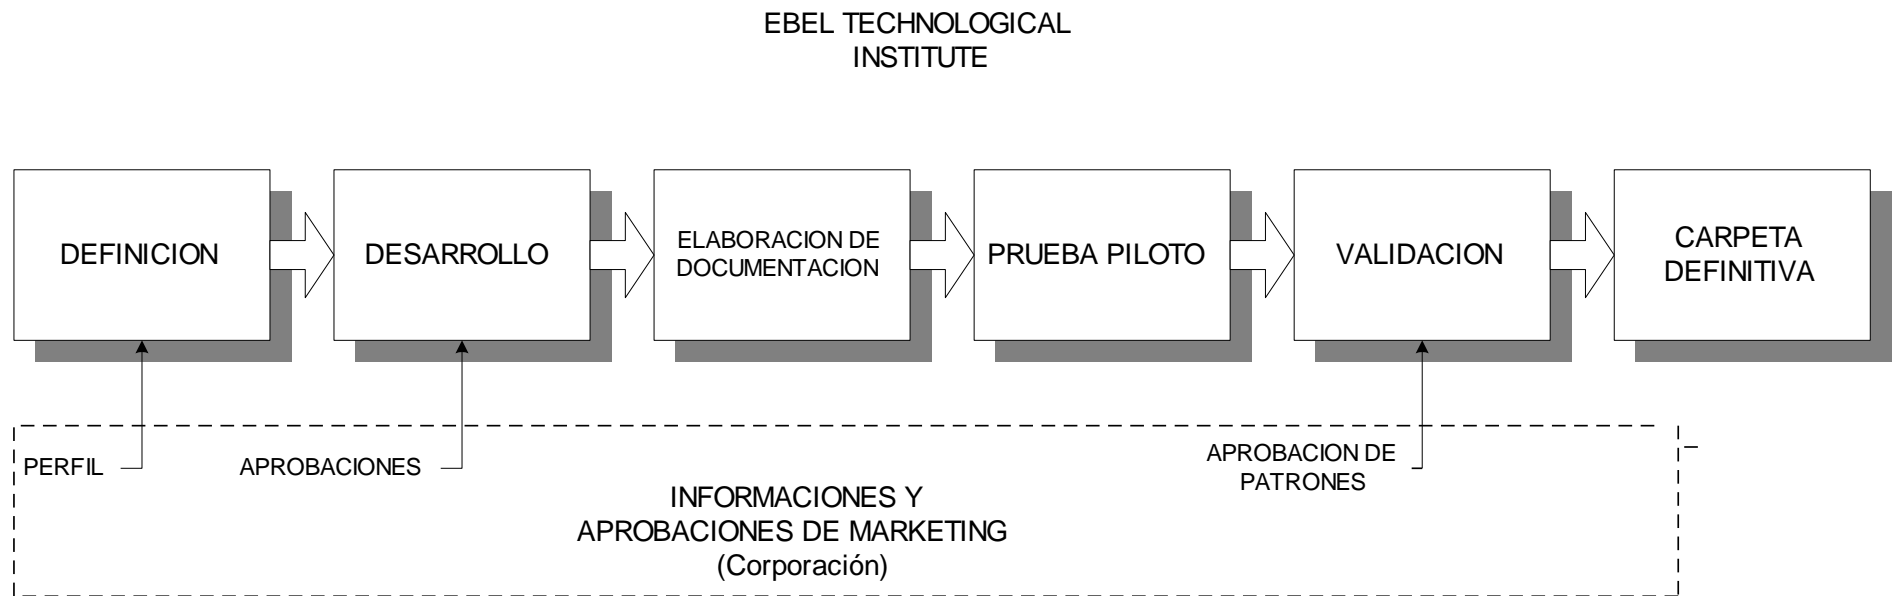 EBEL TECHNOLOGICAL
INSTITUTE
DEFINICION
DESARROLLO
ELABORACION DE
DOCUMENTACION
PRUEBA PILOTO
VALIDACION
CARPETA
DEFINITIVA
PERFIL
APROBACIONES
APROBACION DE
PATRONES
INFORMACIONES Y
APROBACIONES DE MARKETING
(Corporación)